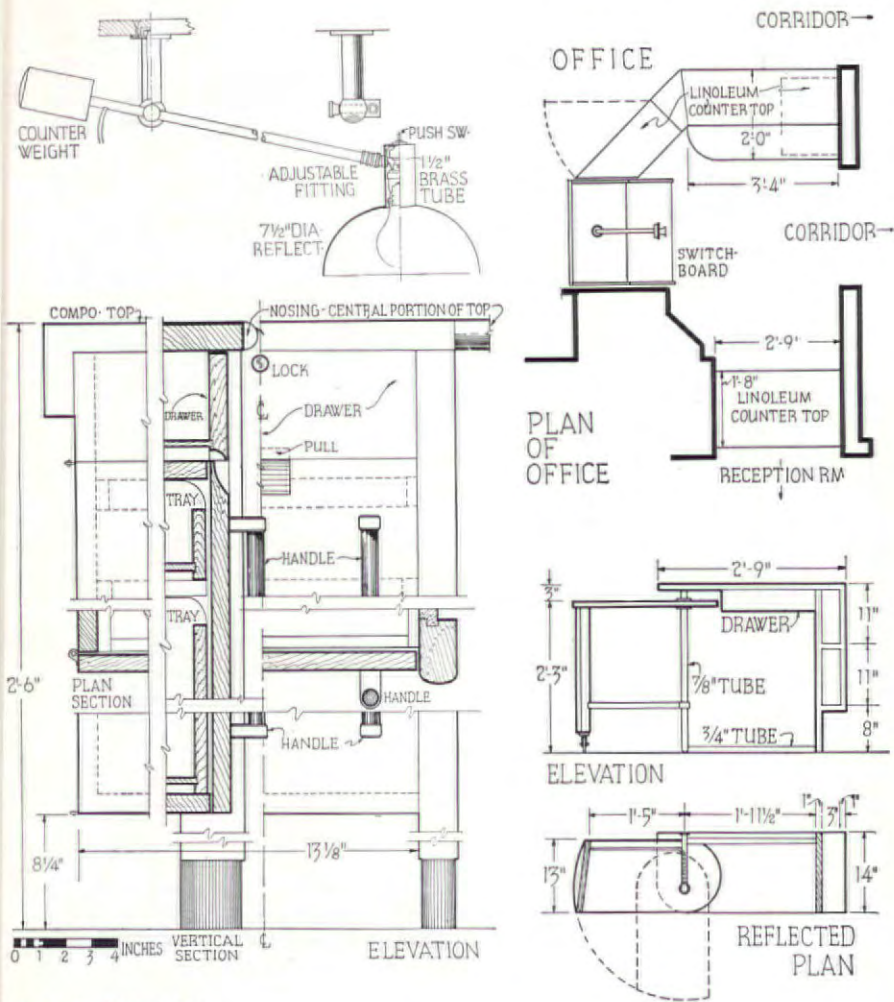 COUNTER
WEIGHT
ADJUSTABLE
FITTING
PUSH SW.
1½"
BRASS
TUBE
7½" DIA.
REFLECT.
CORRIDOR
OFFICE
LINOLEUM
COUNTER TOP
2'-0"
3'-4"
CORRIDOR
SWITCH-
BOARD
2'-9"
1'-8"
LINOLEUM
COUNTER TOP
PLAN
OF
OFFICE
RECEPTION RM
COMPO. TOP
NOSING-CENTRAL PORTION OF TOP
LOCK
DRAWER
℄
DRAWER
PULL
TRAY
HANDLE
TRAY
2'-6"
PLAN
SECTION
HANDLE
HANDLE
8¼"
13⅛"
0 1 2 3 4 INCHES
VERTICAL
SECTION
℄
ELEVATION
2'-9"
3"
DRAWER
11"
2'-3"
⅞" TUBE
11"
¾" TUBE
8"
ELEVATION
1'-5"
1'-11½"
1"
3"
1"
13"
14"
REFLECTED
PLAN